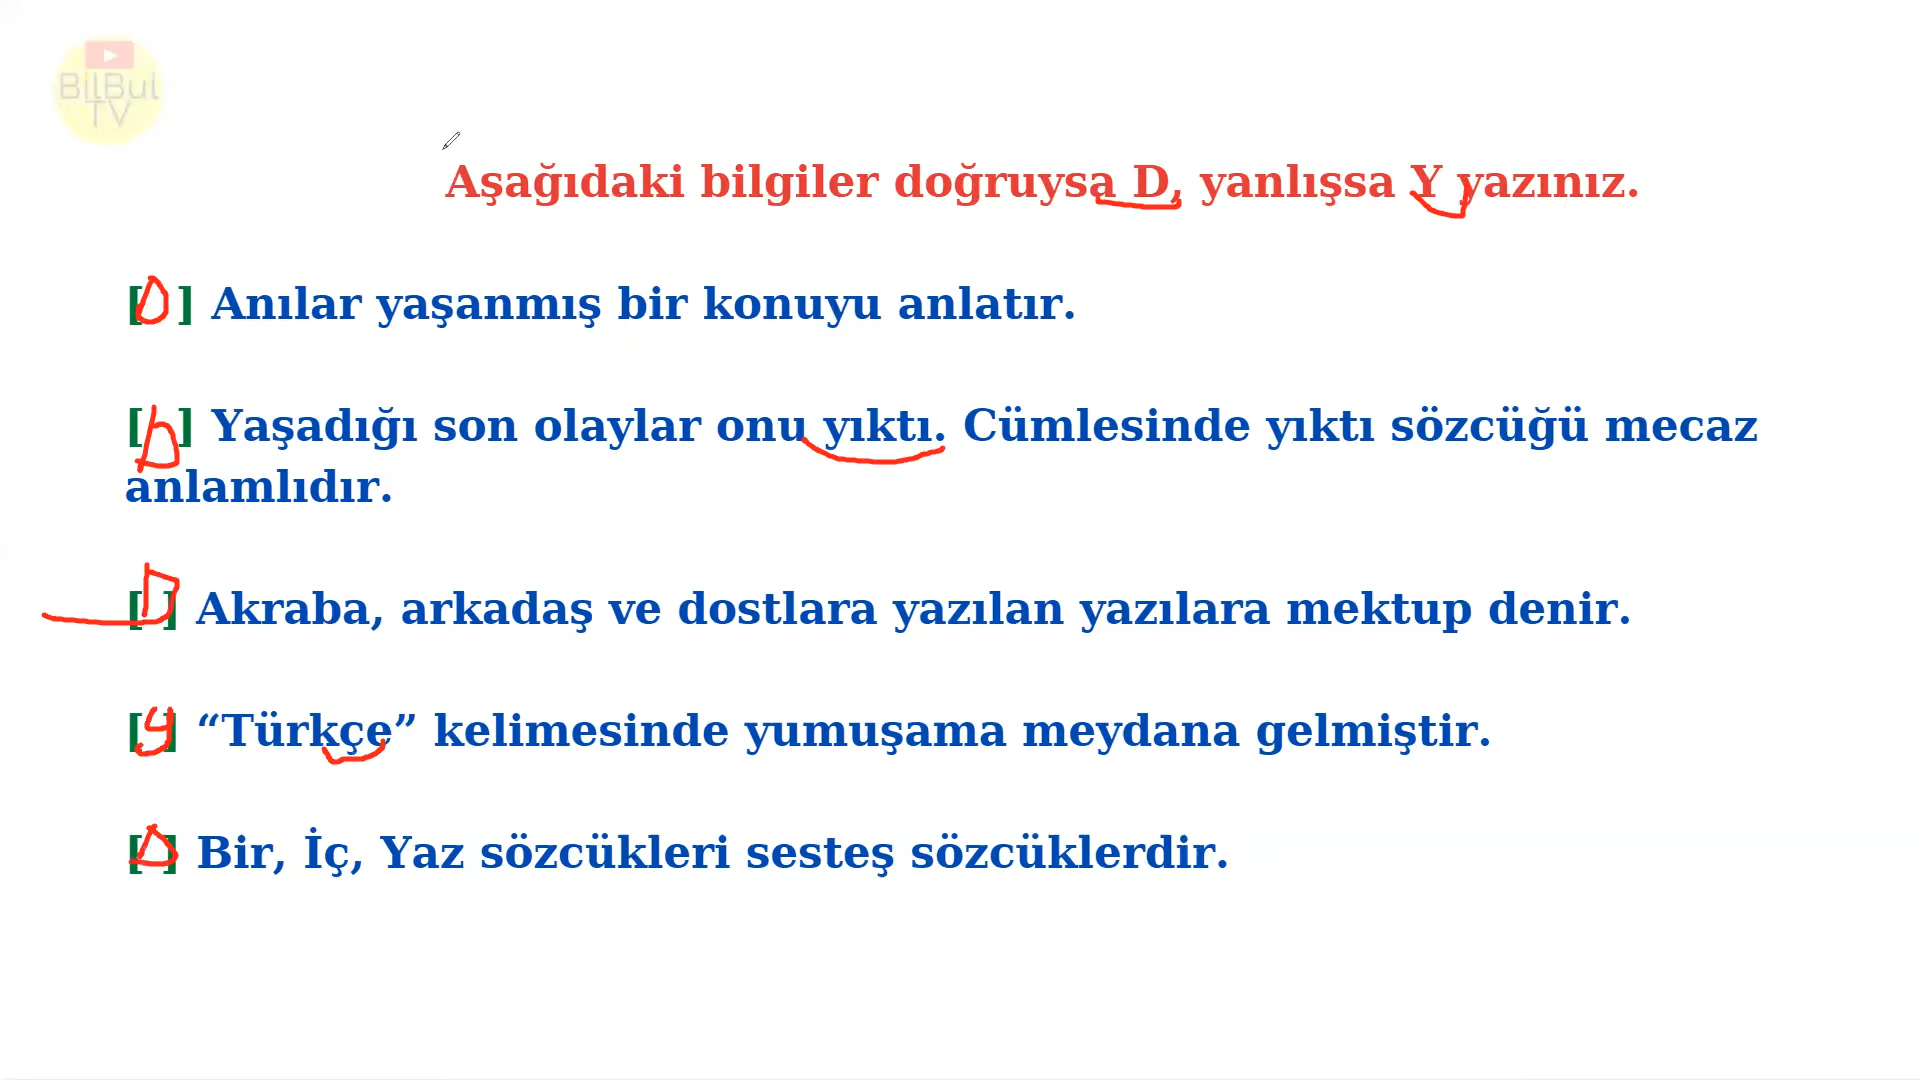 BilBul
TV
Aşağıdaki bilgiler doğruysa D, yanlışsa Y yazınız.
[D] Anılar yaşanmış bir konuyu anlatır.
[D] Yaşadığı son olaylar onu yıktı. Cümlesinde yıktı sözcüğü mecaz
anlamlıdır.
[D] Akraba, arkadaş ve dostlara yazılan yazılara mektup denir.
[y] “Türkçe” kelimesinde yumuşama meydana gelmiştir.
[D] Bir, İç, Yaz sözcükleri sesteş sözcüklerdir.